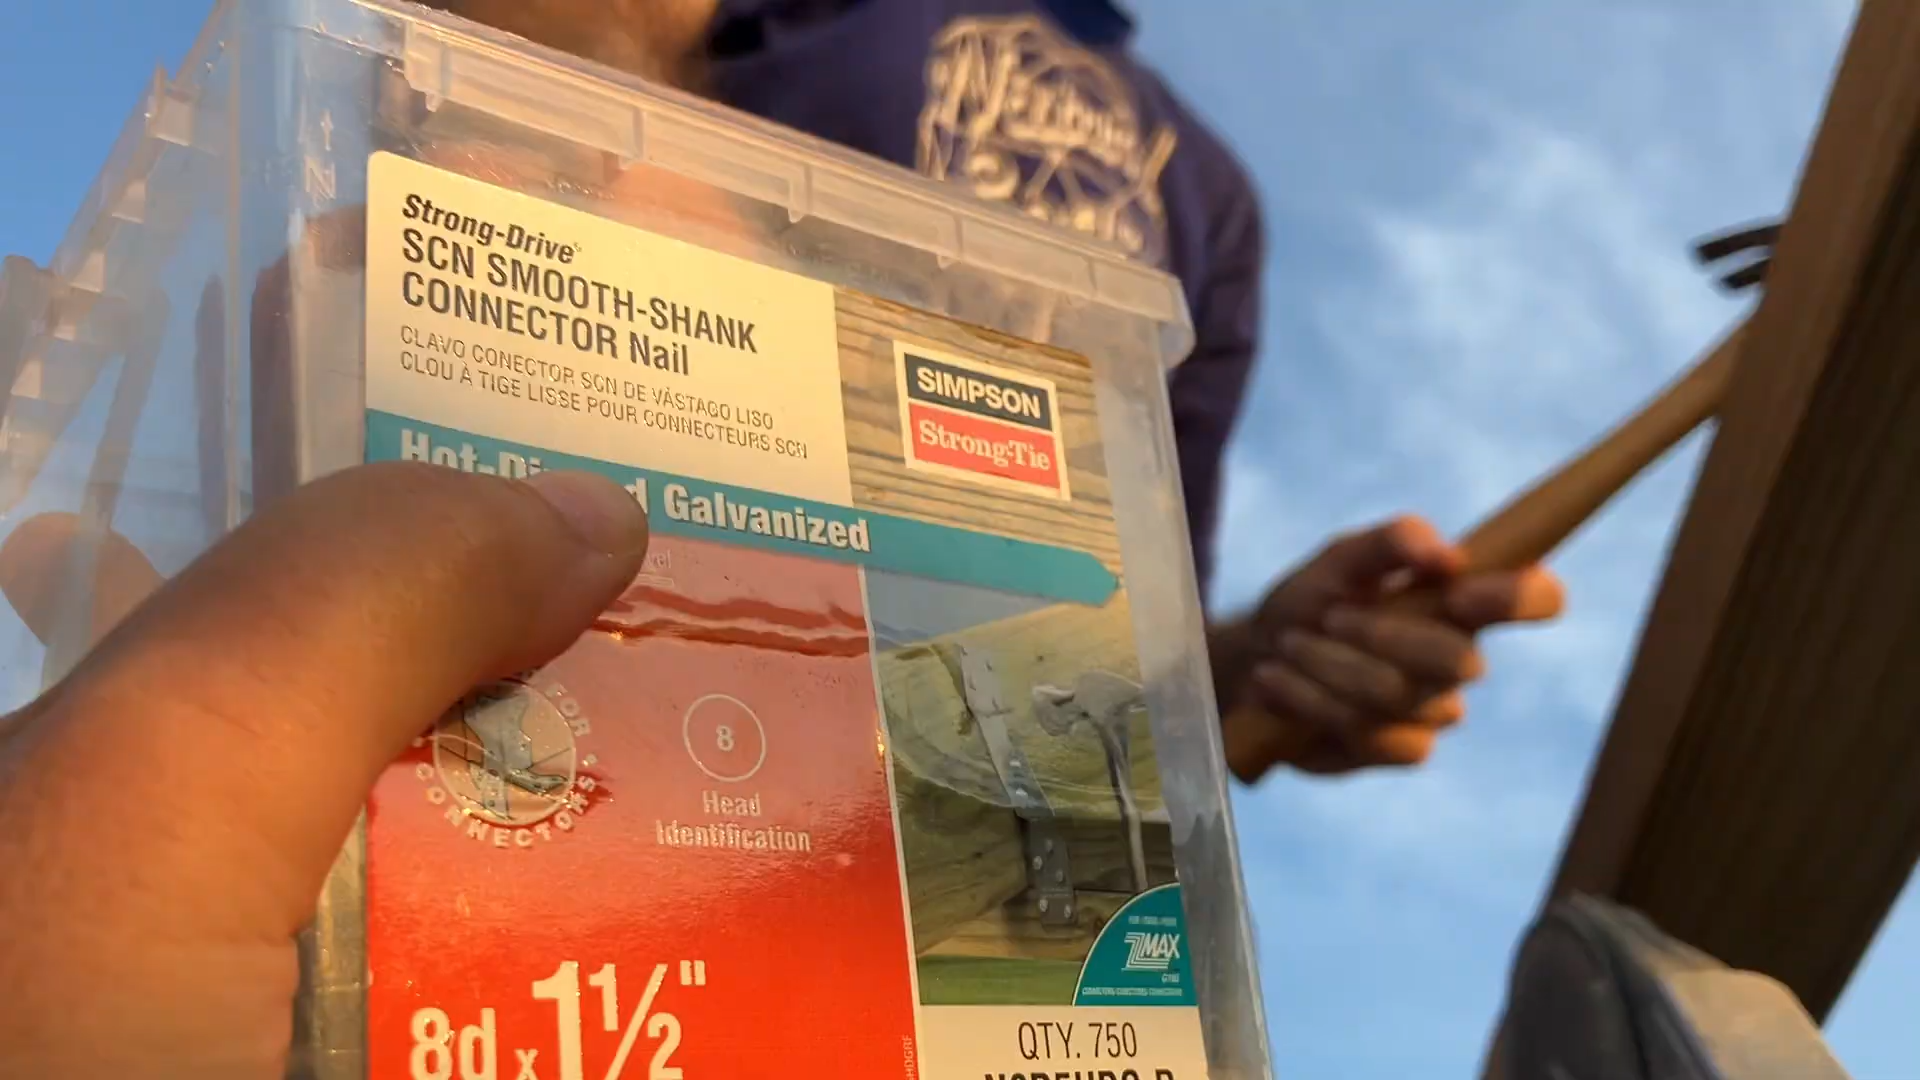 Strong-Drive
SCN SMOOTH-SHANK
CONNECTOR Nail
CLAVO CONECTOR SCN DE VÁSTAGO LISO
CLOU À TIGE LISSE POUR CONNECTEURS SCN
SIMPSON
Strong-Tie
Galvanized
8
Head
Identification
FOR
CONNECTORS
ZMAX
8d x 1½"
QTY. 750